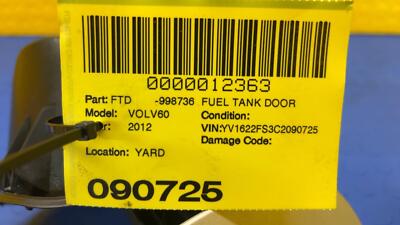 0000012363
Part: FTD -998736 FUEL TANK DOOR
Model: VOLV60 Condition:
2012 VIN:YV1622FS3C2090725
Damage Code:
Location: YARD
090725